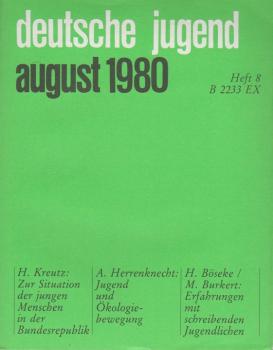 deutsche jugend
august 1980
Heft 8
B 2233 EX
H. Kreutz:
Zur Situation
der jungen
Menschen
in der
Bundesrepublik
A. Herrenknecht:
Jugend
und
Ökologie-
bewegung
H. Böseke /
M. Burkert:
Erfahrungen
mit
schreibenden
Jugendlichen